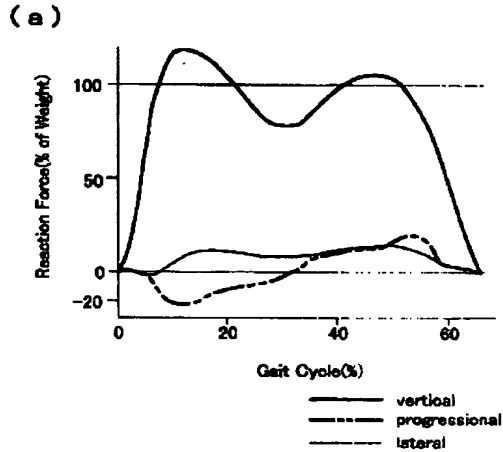 (a)
Reaction Force(% of Weight)
100
50
0
-20
0 20 40 60
Gait Cycle(%)
vertical
progressional
lateral